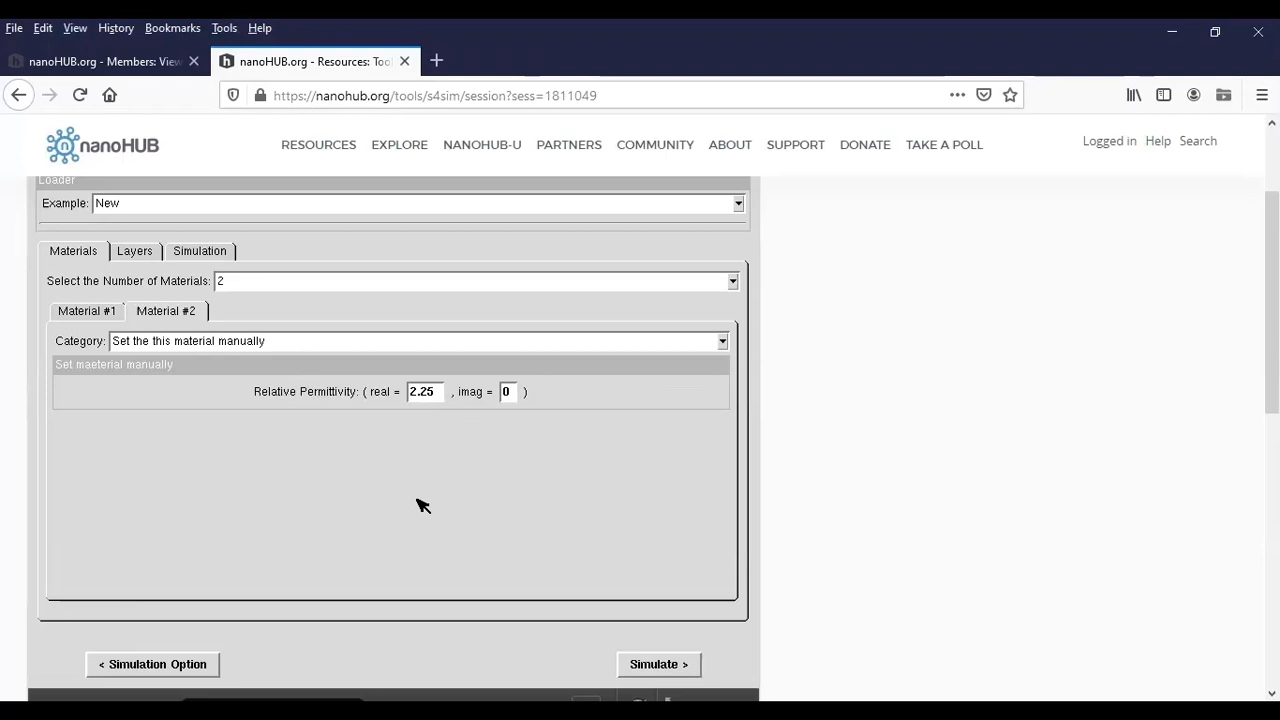 File Edit View History Bookmarks Tools Help
nanoHUB.org - Members: View
nanoHUB.org - Resources: Tool
https://nanohub.org/tools/s4sim/session?sess=1811049
nanoHUB
RESOURCES EXPLORE NANOHUB-U PARTNERS COMMUNITY ABOUT SUPPORT DONATE TAKE A POLL
Logged in Help Search
Loader
Example: New
Materials Layers Simulation
Select the Number of Materials: 2
Material #1 Material #2
Category: Set the this material manually
Set maeterial manually
Relative Permittivity: ( real = 2.25 , imag = 0 )
< Simulation Option
Simulate >